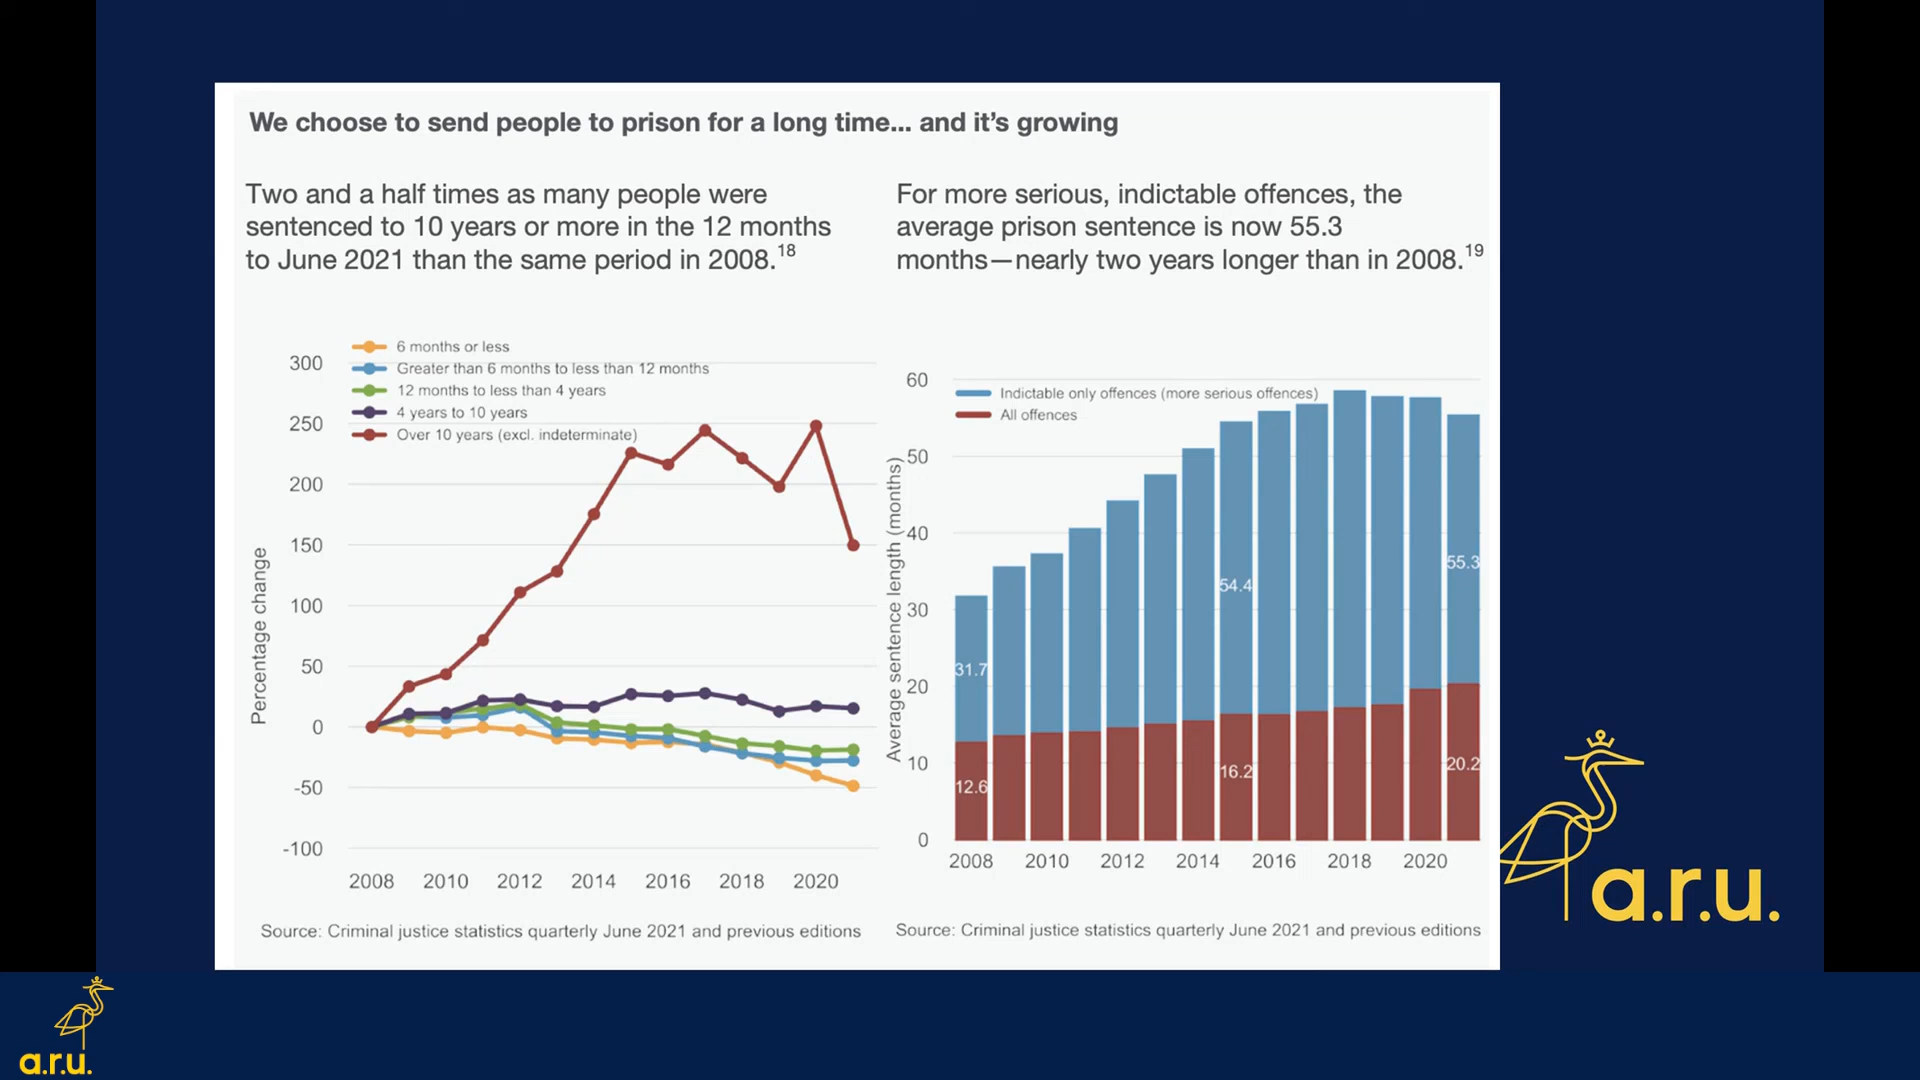 We choose to send people to prison for a long time... and it's growing
Two and a half times as many people were
sentenced to 10 years or more in the 12 months
to June 2021 than the same period in 2008.18
For more serious, indictable offences, the
average prison sentence is now 55.3
months—nearly two years longer than in 2008.19
6 months or less
Greater than 6 months to less than 12 months
12 months to less than 4 years
4 years to 10 years
Over 10 years (excl. indeterminate)
Percentage change
300
250
200
150
100
50
0
-50
-100
2008 2010 2012 2014 2016 2018 2020
Source: Criminal justice statistics quarterly June 2021 and previous editions
Indictable only offences (more serious offences)
All offences
Average sentence length (months)
60
50
40
30
20
10
0
31.7
54.4
55.3
12.6
16.2
20.2
2008 2010 2012 2014 2016 2018 2020
Source: Criminal justice statistics quarterly June 2021 and previous editions
a.r.u.
a.r.u.